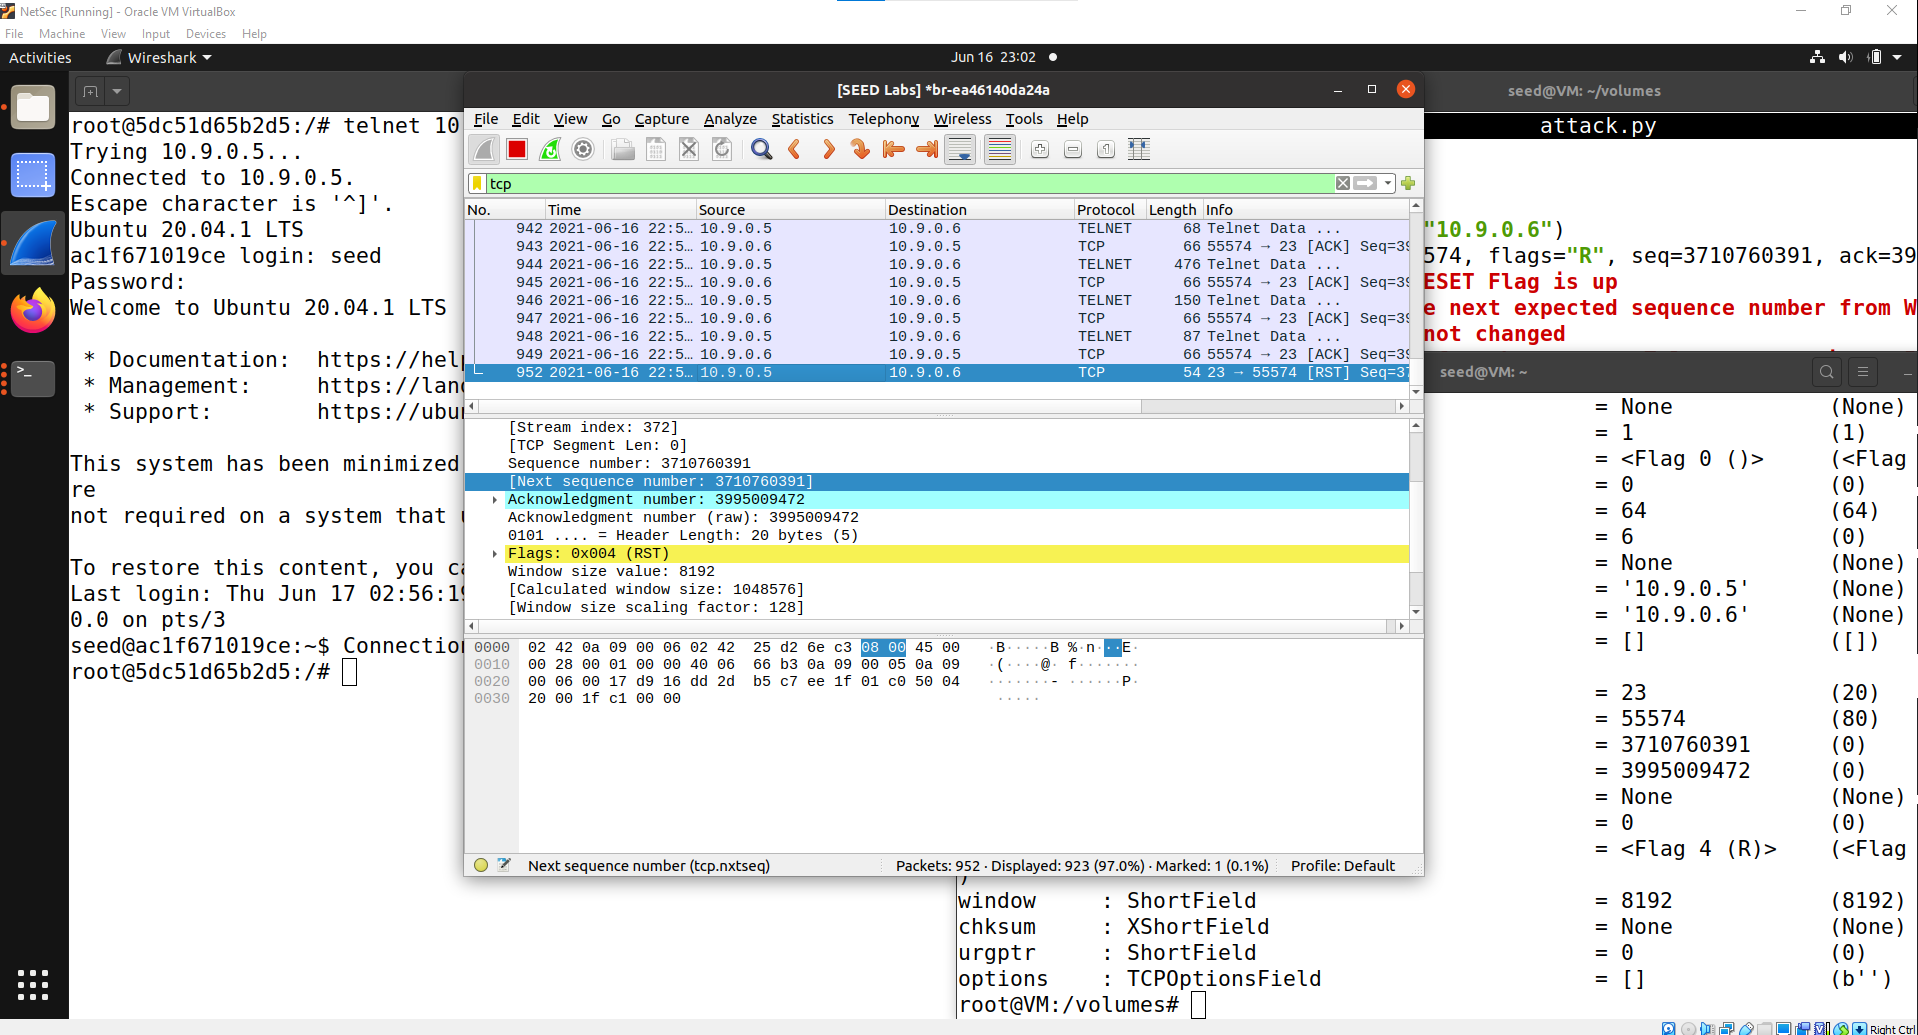 NetSec [Running] - Oracle VM VirtualBox
File Machine View Input Devices Help
Activities Wireshark Jun 16 23:02
root@5dc51d65b2d5:/# telnet 10
Trying 10.9.0.5...
Connected to 10.9.0.5.
Escape character is '^]'.
Ubuntu 20.04.1 LTS
ac1f671019ce login: seed
Password:
Welcome to Ubuntu 20.04.1 LTS
* Documentation: https://help
* Management: https://lan
* Support: https://ubu
This system has been minimized
re
not required on a system that
To restore this content, you ca
Last login: Thu Jun 17 02:56:19
0.0 on pts/3
seed@ac1f671019ce:~$ Connection
root@5dc51d65b2d5:/#
[SEED Labs] *br-ea46140da24a
File Edit View Go Capture Analyze Statistics Telephony Wireless Tools Help
tcp
No. Time Source Destination Protocol Length Info
942 2021-06-16 22:5… 10.9.0.5 10.9.0.6 TELNET 68 Telnet Data ...
943 2021-06-16 22:5… 10.9.0.6 10.9.0.5 TCP 66 55574 → 23 [ACK] Seq=39
944 2021-06-16 22:5… 10.9.0.5 10.9.0.6 TELNET 476 Telnet Data ...
945 2021-06-16 22:5… 10.9.0.6 10.9.0.5 TCP 66 55574 → 23 [ACK] Seq=39
946 2021-06-16 22:5… 10.9.0.5 10.9.0.6 TELNET 150 Telnet Data ...
947 2021-06-16 22:5… 10.9.0.6 10.9.0.5 TCP 66 55574 → 23 [ACK] Seq=39
948 2021-06-16 22:5… 10.9.0.5 10.9.0.6 TELNET 87 Telnet Data ...
949 2021-06-16 22:5… 10.9.0.6 10.9.0.5 TCP 66 55574 → 23 [ACK] Seq=39
952 2021-06-16 22:5… 10.9.0.5 10.9.0.6 TCP 54 23 → 55574 [RST] Seq=37
[Stream index: 372]
[TCP Segment Len: 0]
Sequence number: 3710760391
[Next sequence number: 3710760391]
Acknowledgment number: 3995009472
Acknowledgment number (raw): 3995009472
0101 .... = Header Length: 20 bytes (5)
Flags: 0x004 (RST)
Window size value: 8192
[Calculated window size: 1048576]
[Window size scaling factor: 128]
0000 02 42 0a 09 00 06 02 42 25 d2 6e c3 08 00 45 00 ·B·····B %·n···E·
0010 00 28 00 01 00 00 40 06 66 b3 0a 09 00 05 0a 09 ·(····@· f·······
0020 00 06 00 17 d9 16 dd 2d b5 c7 ee 1f 01 c0 50 04 ·······- ······P·
0030 20 00 1f c1 00 00 ·····
Next sequence number (tcp.nxtseq) Packets: 952 · Displayed: 923 (97.0%) · Marked: 1 (0.1%) Profile: Default
seed@VM: ~/volumes
attack.py
"10.9.0.6")
574, flags="R", seq=3710760391, ack=39
ESET Flag is up
e next expected sequence number from W
not changed
seed@VM: ~
= None (None)
= 1 (1)
= <Flag 0 ()> (<Flag
= 0 (0)
= 64 (64)
= 6 (0)
= None (None)
= '10.9.0.5' (None)
= '10.9.0.6' (None)
= [] ([])
= 23 (20)
= 55574 (80)
= 3710760391 (0)
= 3995009472 (0)
= None (None)
= 0 (0)
= <Flag 4 (R)> (<Flag
)
window : ShortField = 8192 (8192)
chksum : XShortField = None (None)
urgptr : ShortField = 0 (0)
options : TCPOptionsField = [] (b'')
root@VM:/volumes#
Right Ctrl